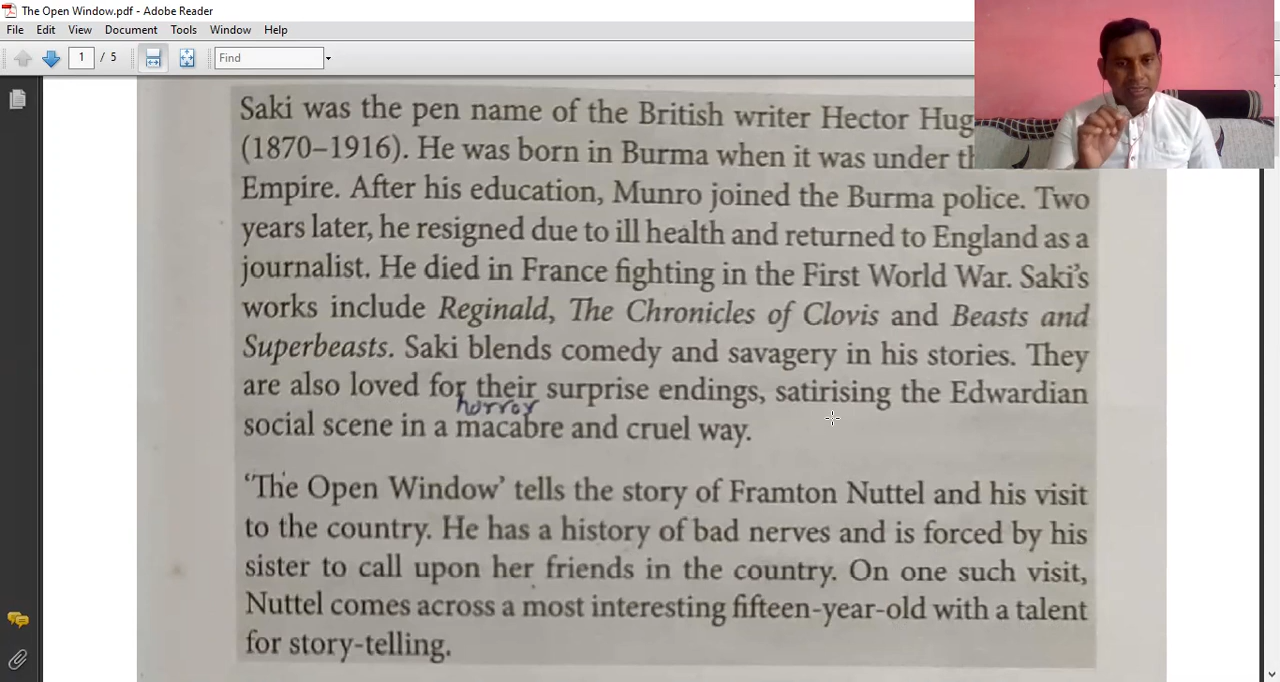 The Open Window.pdf - Adobe Reader
File Edit View Document Tools Window Help
1 / 5 Find
Saki was the pen name of the British writer Hector Hug
(1870–1916). He was born in Burma when it was under th
Empire. After his education, Munro joined the Burma police. Two
years later, he resigned due to ill health and returned to England as a
journalist. He died in France fighting in the First World War. Saki's
works include Reginald, The Chronicles of Clovis and Beasts and
Superbeasts. Saki blends comedy and savagery in his stories. They
are also loved for their surprise endings, satirising the Edwardian
horror
social scene in a macabre and cruel way.
'The Open Window' tells the story of Framton Nuttel and his visit
to the country. He has a history of bad nerves and is forced by his
sister to call upon her friends in the country. On one such visit,
Nuttel comes across a most interesting fifteen-year-old with a talent
for story-telling.